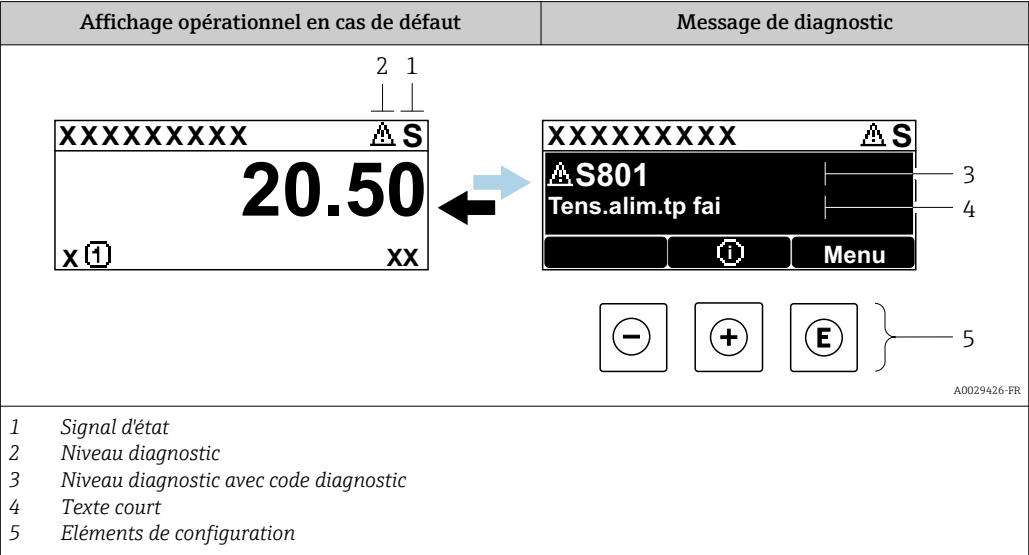 Affichage opérationnel en cas de défaut
Message de diagnostic
2 1
XXXXXXXXX S
20.50
x 1 xx
XXXXXXXXX S
S801
Tens.alim.tp fai
i Menu
3
4
- + E
5
A0029426-FR
1 Signal d'état
2 Niveau diagnostic
3 Niveau diagnostic avec code diagnostic
4 Texte court
5 Eléments de configuration